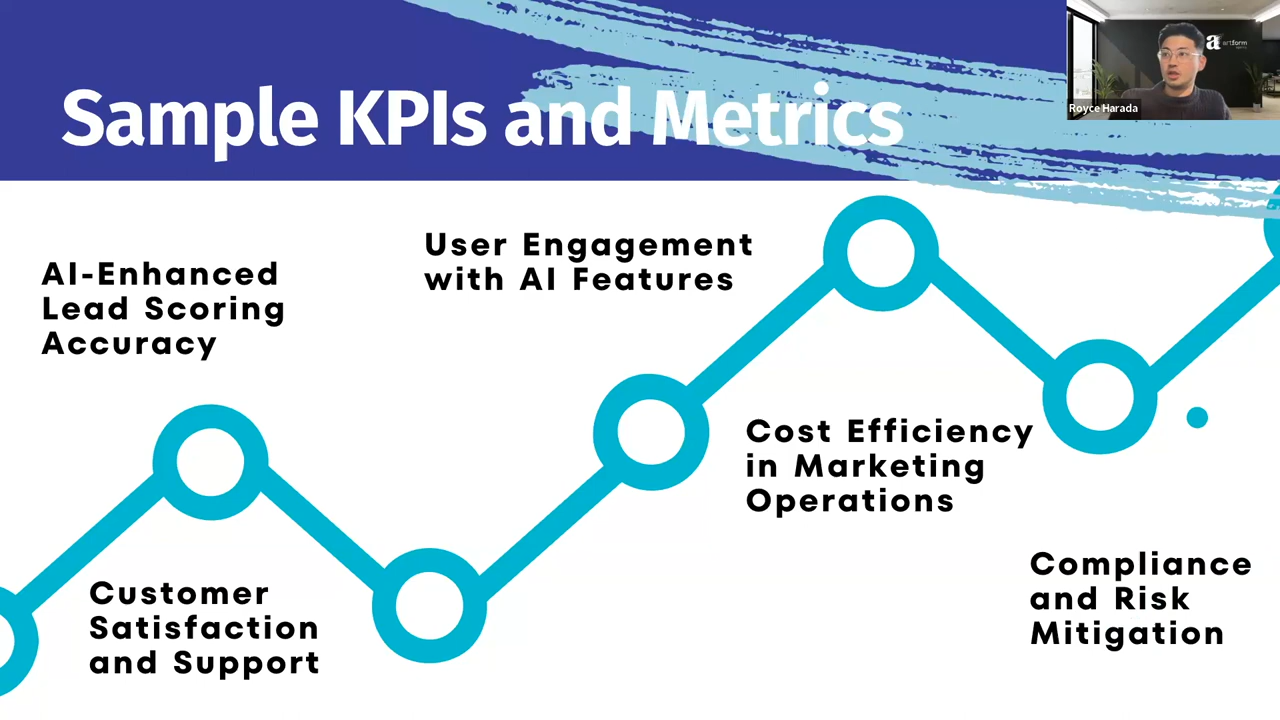 Sample KPIs and Metrics
a artform
Royce Harada
AI-Enhanced
Lead Scoring
Accuracy
User Engagement
with AI Features
Cost Efficiency
in Marketing
Operations
Customer
Satisfaction
and Support
Compliance
and Risk
Mitigation